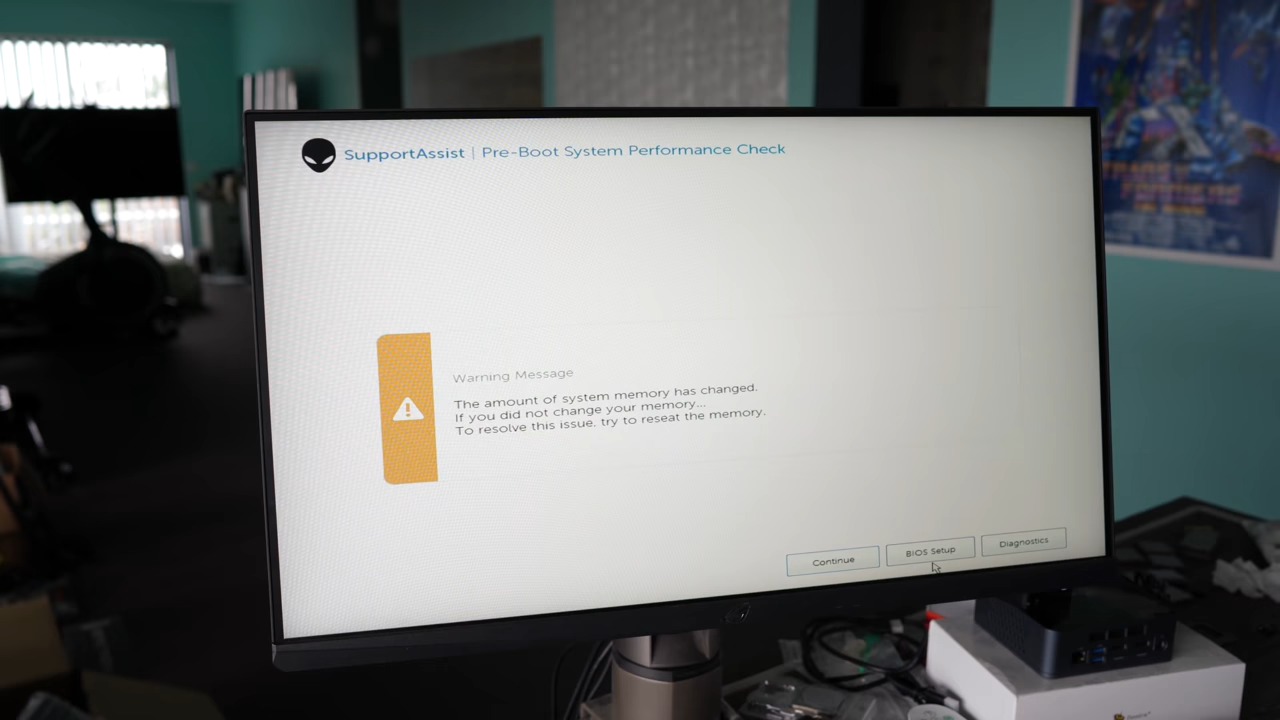 SupportAssist | Pre-Boot System Performance Check
Warning Message
The amount of system memory has changed.
If you did not change your memory...
To resolve this issue, try to reseat the memory.
Continue
BIOS Setup
Diagnostics